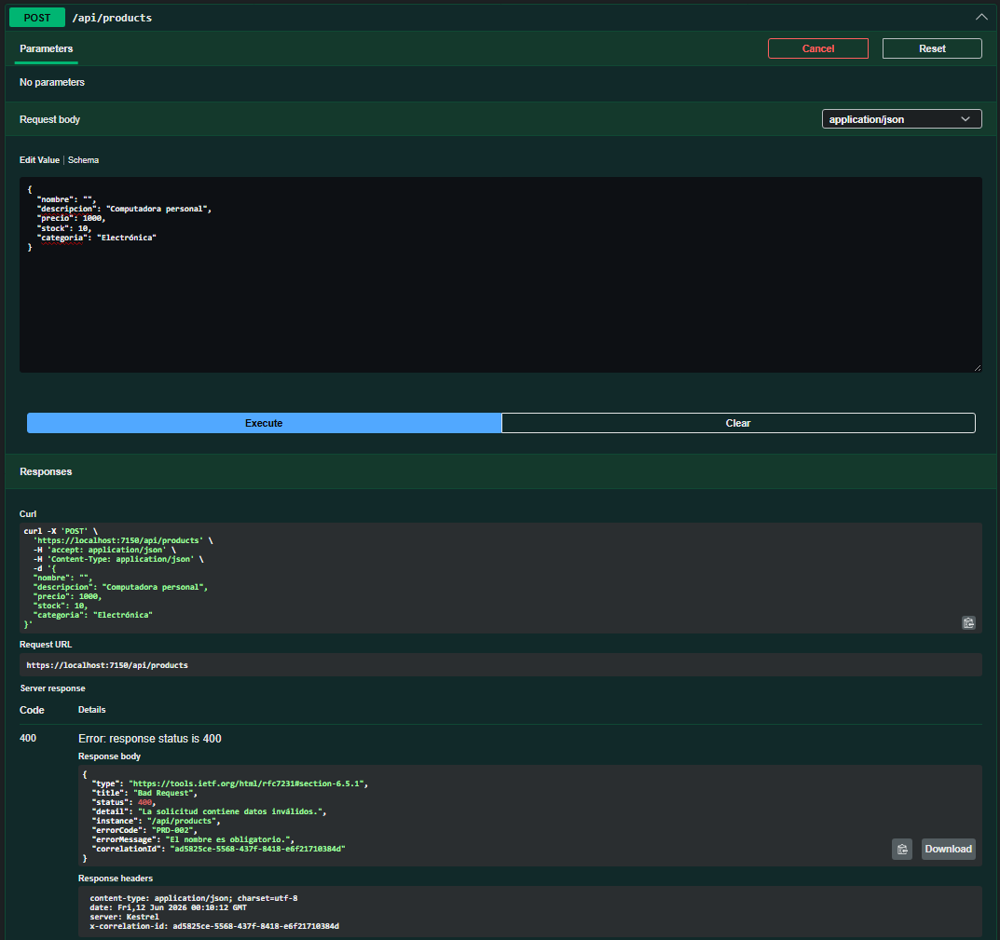 POST /api/products
Parameters
Cancel
Reset
No parameters
Request body
application/json
Edit Value | Schema
{
  "nombre": "",
  "descripcion": "Computadora personal",
  "precio": 1000,
  "stock": 10,
  "categoria": "Electrónica"
}
Execute
Clear
Responses
Curl
curl -X 'POST' \
  'https://localhost:7150/api/products' \
  -H 'accept: application/json' \
  -H 'Content-Type: application/json' \
  -d '{
  "nombre": "",
  "descripcion": "Computadora personal",
  "precio": 1000,
  "stock": 10,
  "categoria": "Electrónica"
}'
Request URL
https://localhost:7150/api/products
Server response
Code
Details
400
Error: response status is 400
Response body
{
  "type": "https://tools.ietf.org/html/rfc7231#section-6.5.1",
  "title": "Bad Request",
  "status": 400,
  "detail": "La solicitud contiene datos inválidos.",
  "instance": "/api/products",
  "errorCode": "PRD-002",
  "errorMessage": "El nombre es obligatorio.",
  "correlationId": "ad5825ce-5568-437f-8418-e6f21710384d"
}
Download
Response headers
content-type: application/json; charset=utf-8
date: Fri,12 Jun 2026 00:10:12 GMT
server: Kestrel
x-correlation-id: ad5825ce-5568-437f-8418-e6f21710384d